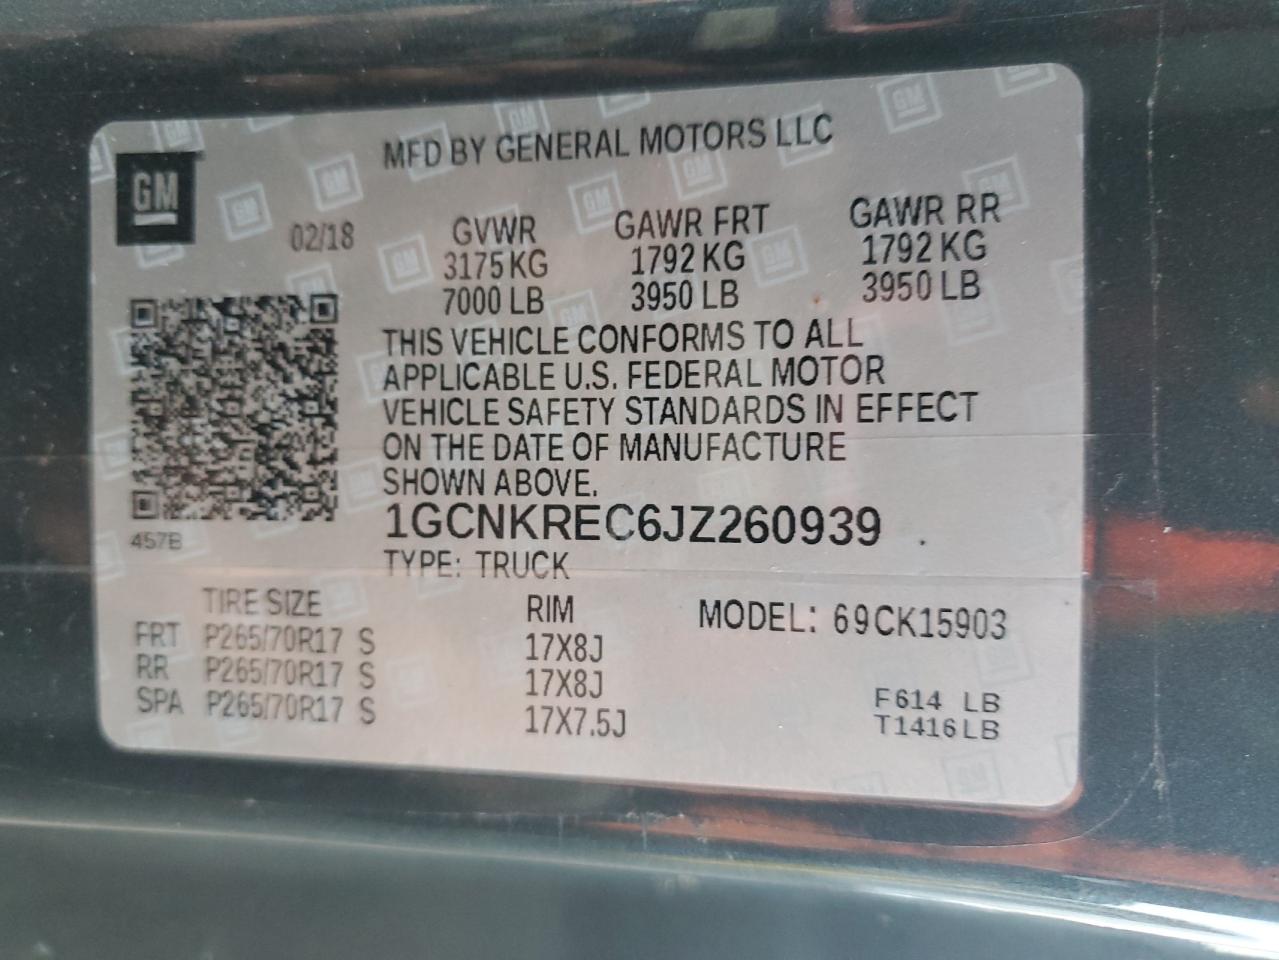 MFD BY GENERAL MOTORS LLC
GM
02/18
GVWR GAWR FRT GAWR RR
3175 KG 1792 KG 1792 KG
7000 LB 3950 LB 3950 LB
THIS VEHICLE CONFORMS TO ALL
APPLICABLE U.S. FEDERAL MOTOR
VEHICLE SAFETY STANDARDS IN EFFECT
ON THE DATE OF MANUFACTURE
SHOWN ABOVE.
1GCNKREC6JZ260939
457B
TYPE: TRUCK
TIRE SIZE RIM MODEL: 69CK15903
FRT P265/70R17 S 17X8J
RR P265/70R17 S 17X8J
SPA P265/70R17 S 17X7.5J
F614 LB
T1416LB